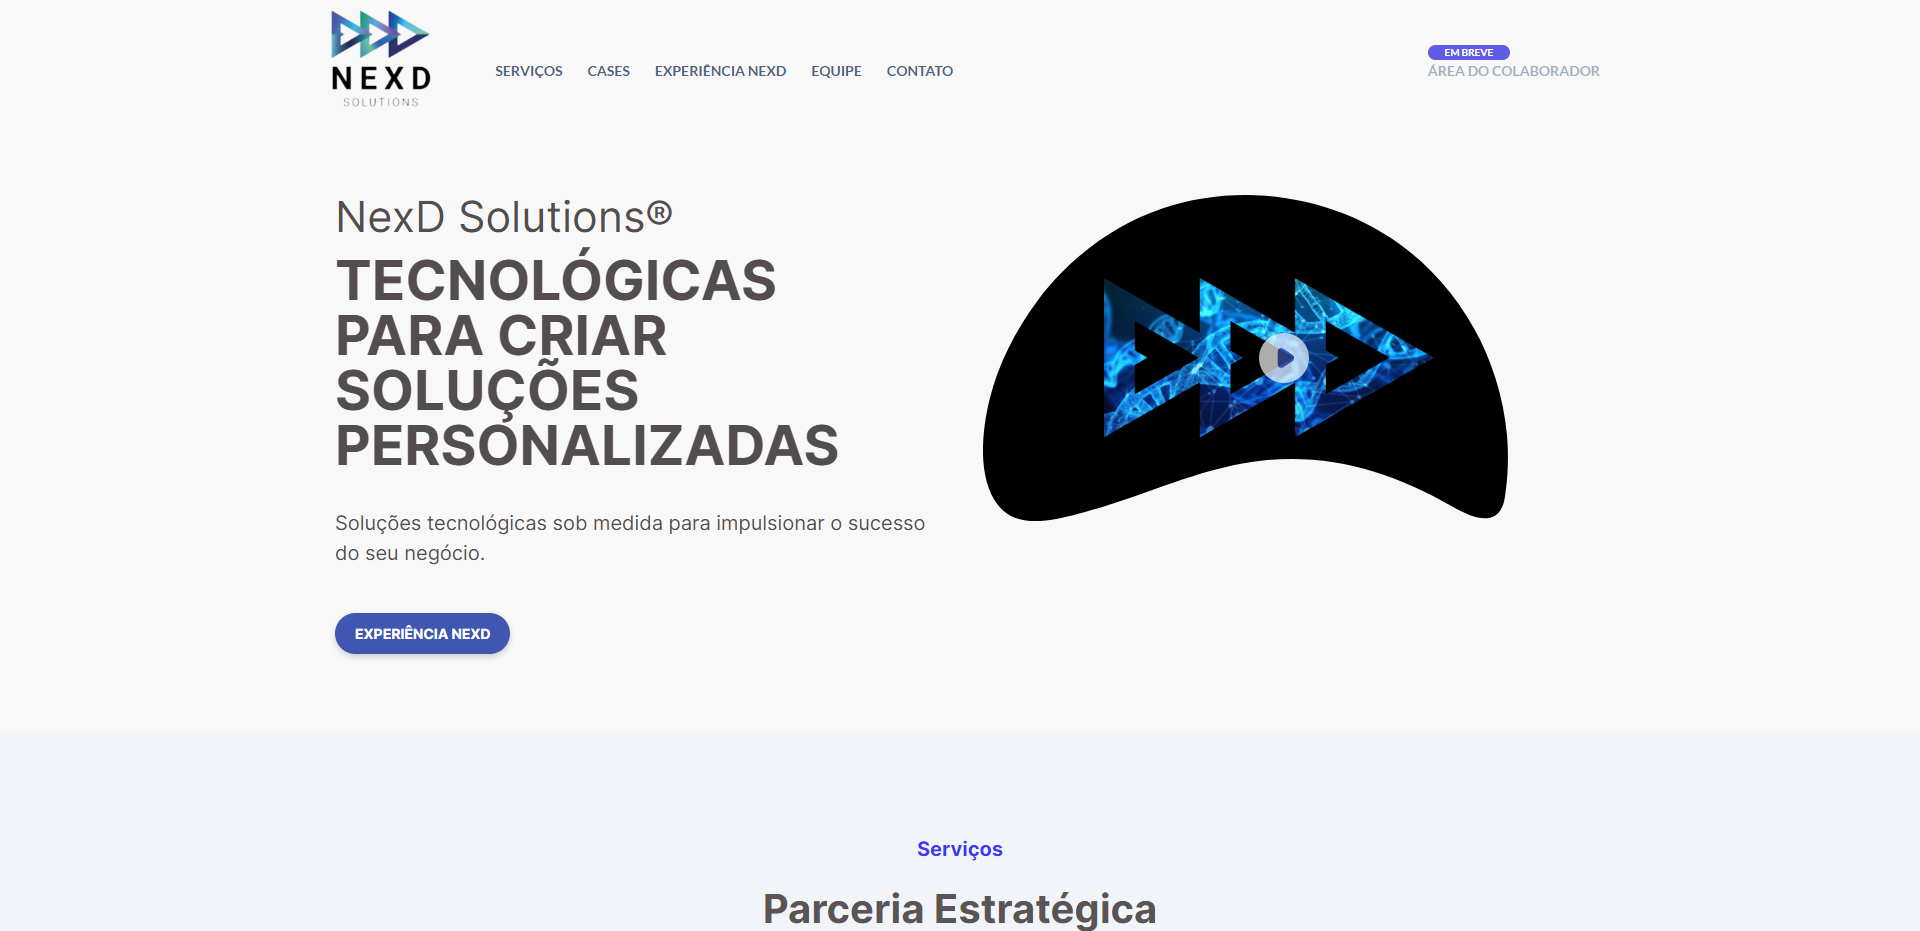 NEXD
SOLUTIONS
SERVIÇOS CASES EXPERIÊNCIA NEXD EQUIPE CONTATO
EM BREVE
ÁREA DO COLABORADOR
NexD Solutions®
TECNOLÓGICAS
PARA CRIAR
SOLUÇÕES
PERSONALIZADAS
Soluções tecnológicas sob medida para impulsionar o sucesso
do seu negócio.
EXPERIÊNCIA NEXD
Serviços
Parceria Estratégica